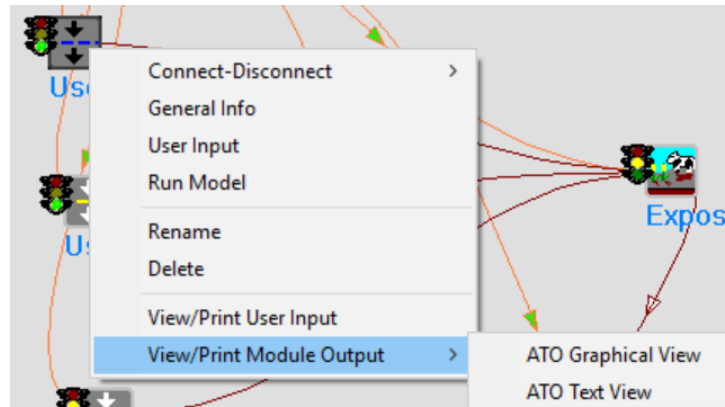 Connect-Disconnect
General Info
User Input
Run Model
Rename
Delete
View/Print User Input
View/Print Module Output
ATO Graphical View
ATO Text View